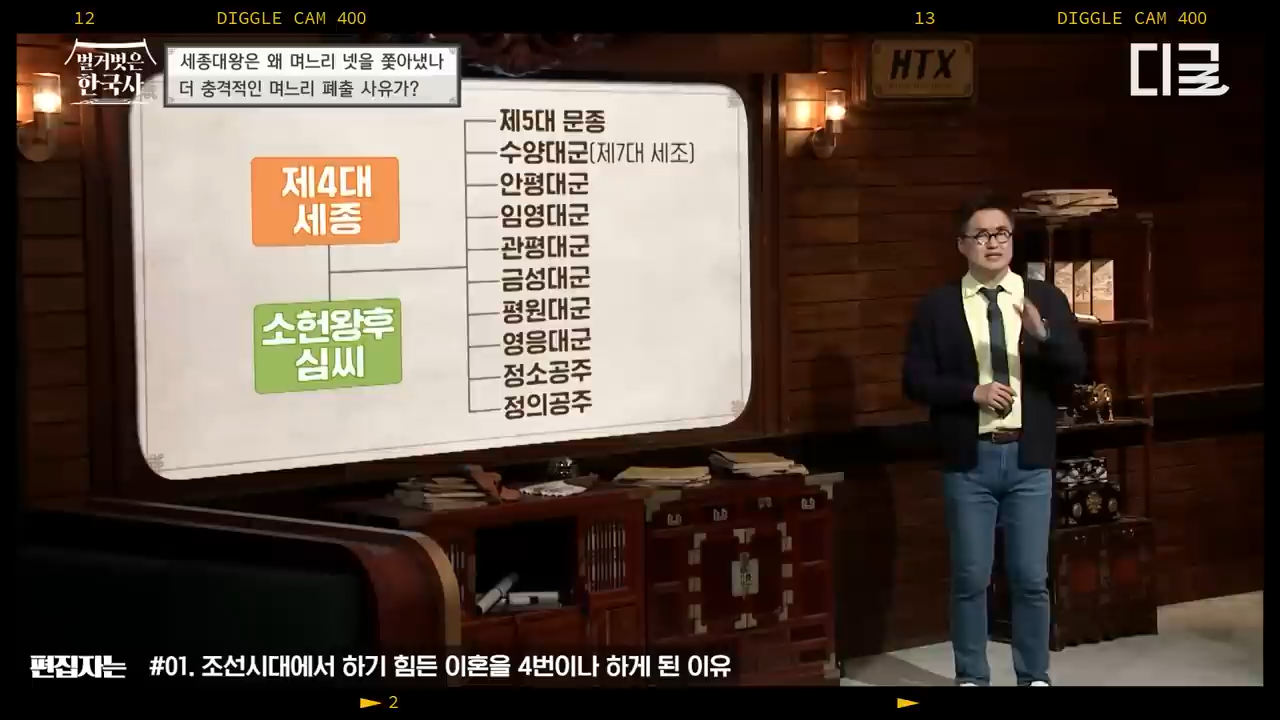 12
DIGGLE CAM 400
13
DIGGLE CAM 400
벌거벗은
한국사
세종대왕은 왜 며느리 넷을 쫓아냈나
더 충격적인 며느리 폐출 사유가?
HTX
디글
제4대
세종
소헌왕후
심씨
제5대 문종
수양대군(제7대 세조)
안평대군
임영대군
관평대군
금성대군
평원대군
영응대군
정소공주
정의공주
편집자는
#01. 조선시대에서 하기 힘든 이혼을 4번이나 하게 된 이유
2